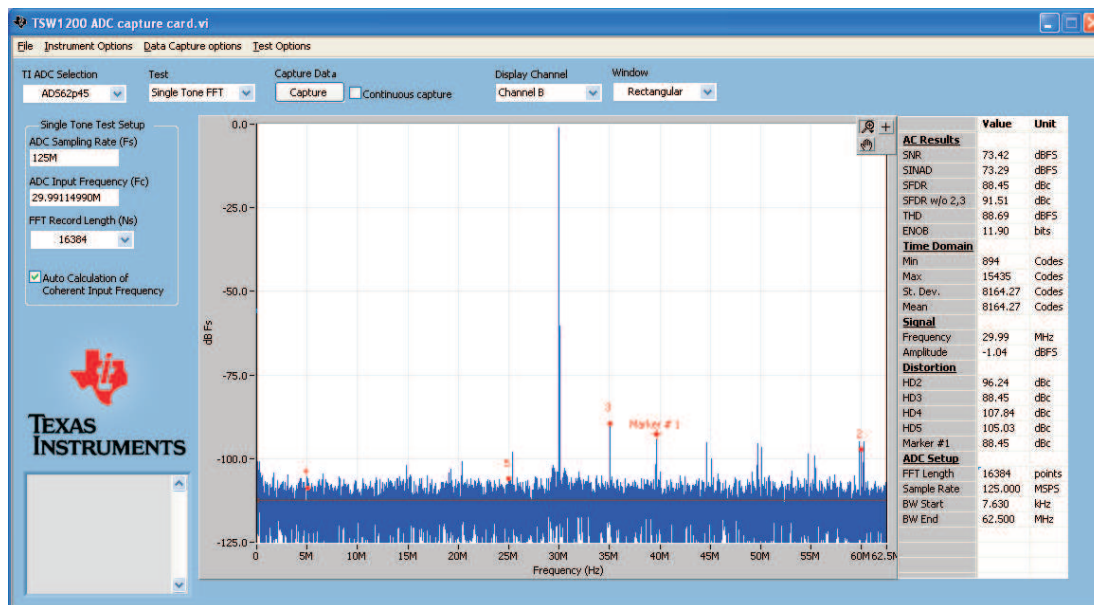 TSW1200 ADC capture card.vi
File Instrument Options Data Capture options Test Options
TI ADC Selection
ADS62p45
Test
Single Tone FFT
Capture Data
Capture
Continuous capture
Display Channel
Channel B
Window
Rectangular
Single Tone Test Setup
ADC Sampling Rate (Fs)
125M
ADC Input Frequency (Fc)
29.99114990M
FFT Record Length (Ns)
16384
Auto Calculation of
Coherent Input Frequency
TEXAS
INSTRUMENTS
dB Fs
0.0
-25.0
-50.0
-75.0
-100.0
-125.0
3
Marker # 1
2
4
5
0 5M 10M 15M 20M 25M 30M 35M 40M 45M 50M 55M 60M 62.5M
Frequency (Hz)
Value Unit
AC Results
SNR 73.42 dBFS
SINAD 73.29 dBFS
SFDR 88.45 dBc
SFDR w/o 2,3 91.51 dBc
THD 88.69 dBFS
ENOB 11.90 bits
Time Domain
Min 894 Codes
Max 15435 Codes
St. Dev. 8164.27 Codes
Mean 8164.27 Codes
Signal
Frequency 29.99 MHz
Amplitude -1.04 dBFS
Distortion
HD2 96.24 dBc
HD3 88.45 dBc
HD4 107.84 dBc
HD5 105.03 dBc
Marker #1 88.45 dBc
ADC Setup
FFT Length 16384 points
Sample Rate 125.000 MSPS
BW Start 7.630 kHz
BW End 62.500 MHz